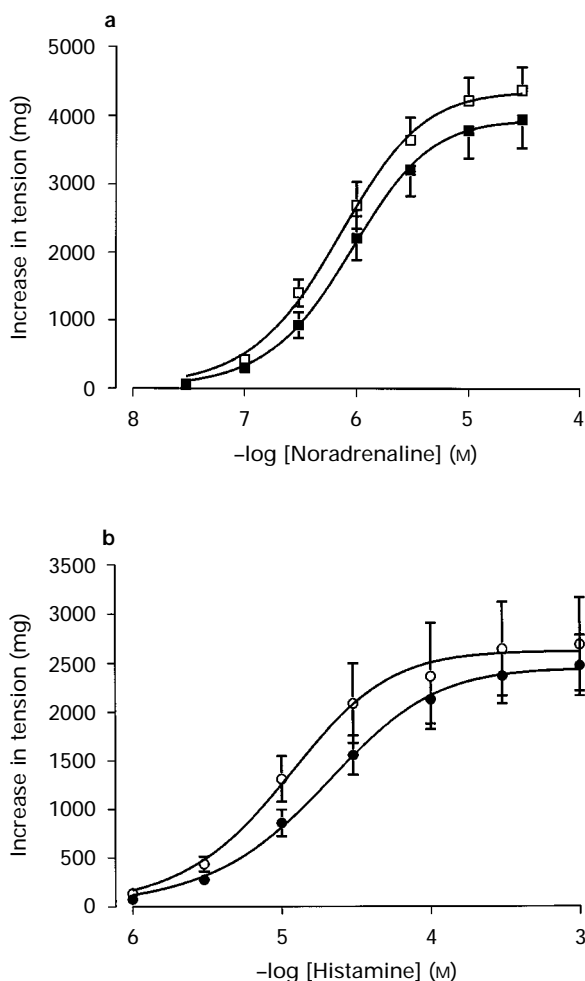 a
5000
4000
3000
2000
1000
0
Increase in tension (mg)
8 7 6 5 4
–log [Noradrenaline] (M)
b
3500
3000
2500
2000
1500
1000
500
0
Increase in tension (mg)
6 5 4 3
–log [Histamine] (M)